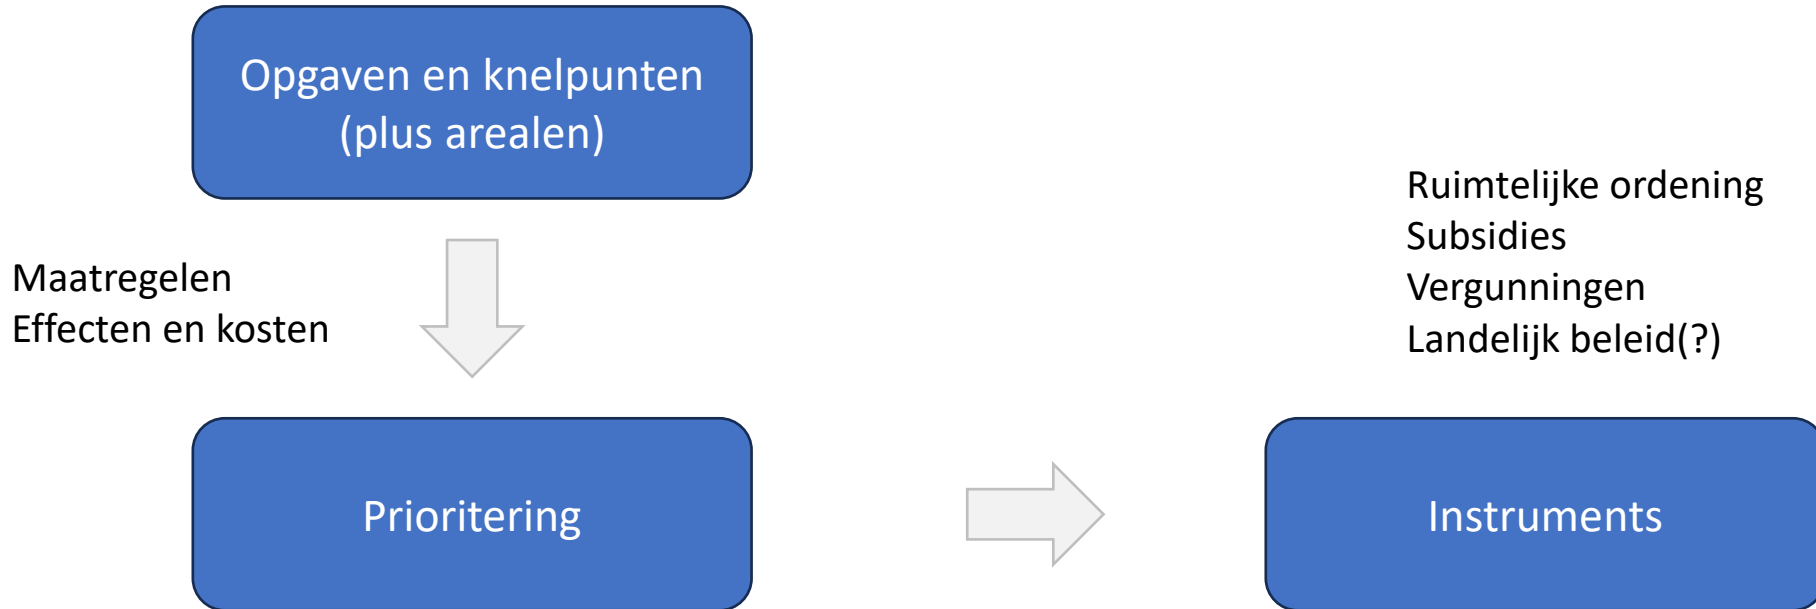 Opgaven en knelpunten
(plus arealen)
Maatregelen
Effecten en kosten
Prioritering
Ruimtelijke ordening
Subsidies
Vergunningen
Landelijk beleid(?)
Instruments